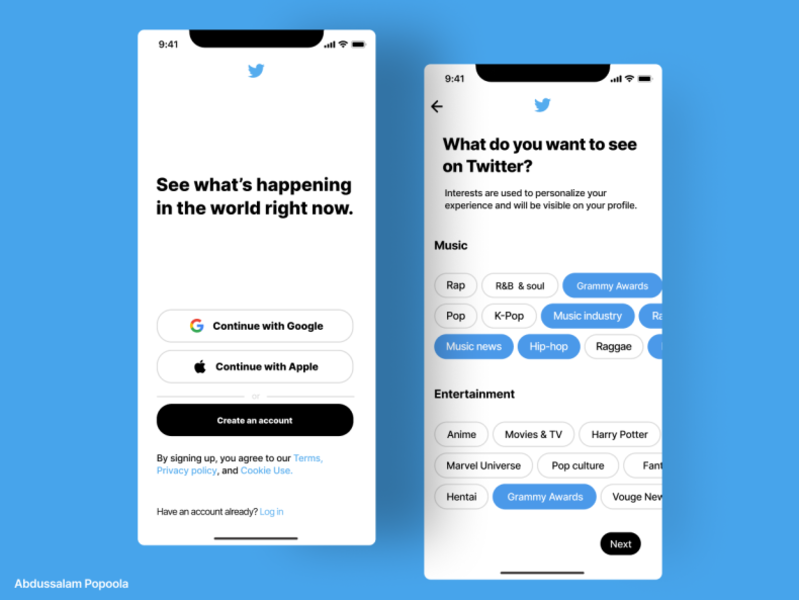 9:41
See what's happening
in the world right now.
Continue with Google
Continue with Apple
or
Create an account
By signing up, you agree to our Terms,
Privacy policy, and Cookie Use.
Have an account already? Log in
9:41
What do you want to see
on Twitter?
Interests are used to personalize your
experience and will be visible on your profile.
Music
Rap R&B & soul Grammy Awards
Pop K-Pop Music industry Ra
Music news Hip-hop Raggae
Entertainment
Anime Movies & TV Harry Potter
Marvel Universe Pop culture Fant
Hentai Grammy Awards Vouge New
Next
Abdussalam Popoola